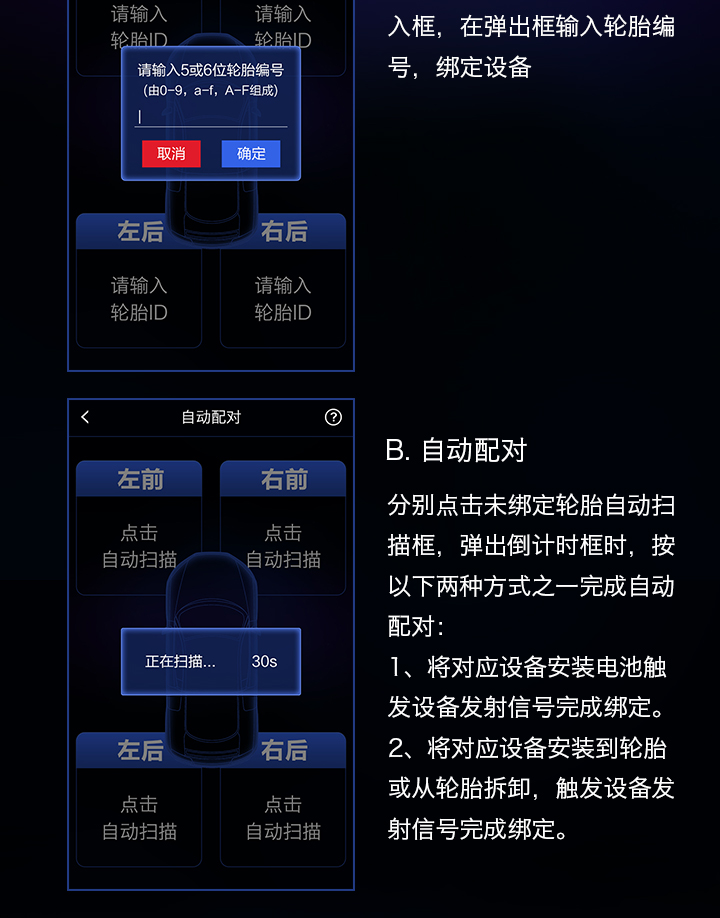 请输入
请输入
轮胎ID
轮胎ID
请输入5或6位轮胎编号
(由0-9，a-f，A-F组成)
取消
确定
左后
右后
请输入
轮胎ID
请输入
轮胎ID
入框，在弹出框输入轮胎编
号，绑定设备
自动配对
左前
右前
点击
自动扫描
点击
自动扫描
正在扫描... 30s
左后
右后
点击
自动扫描
点击
自动扫描
B. 自动配对
分别点击未绑定轮胎自动扫
描框，弹出倒计时框时，按
以下两种方式之一完成自动
配对：
1、将对应设备安装电池触
发设备发射信号完成绑定。
2、将对应设备安装到轮胎
或从轮胎拆卸，触发设备发
射信号完成绑定。